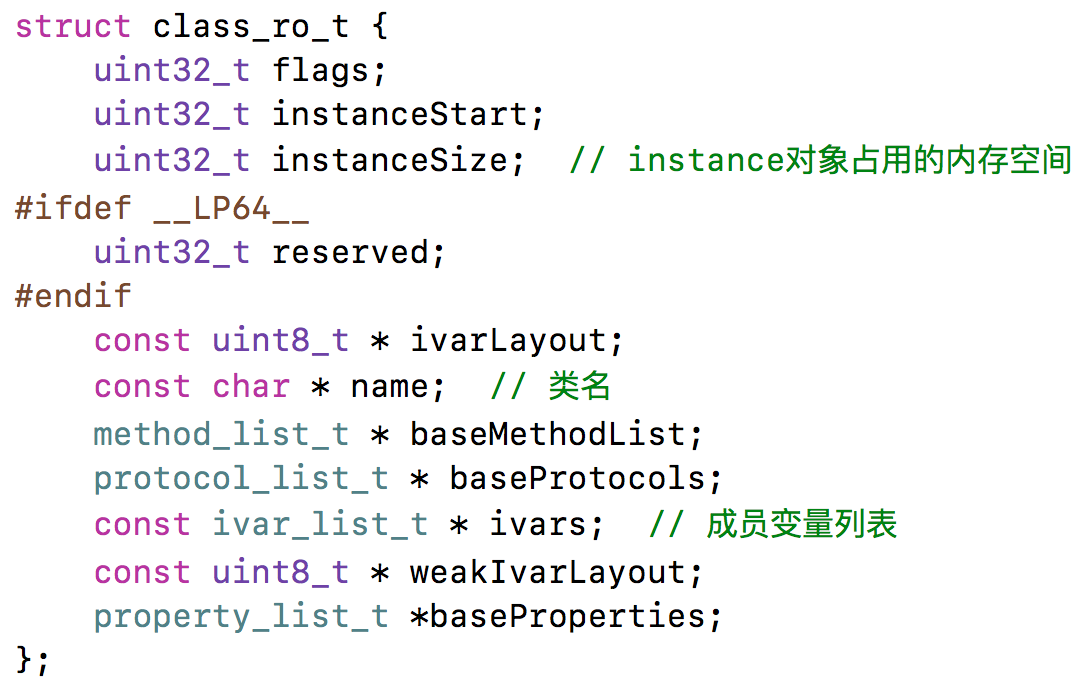 struct class_ro_t {
    uint32_t flags;
    uint32_t instanceStart;
    uint32_t instanceSize;  // instance对象占用的内存空间
#ifdef __LP64__
    uint32_t reserved;
#endif
    const uint8_t * ivarLayout;
    const char * name;  // 类名
    method_list_t * baseMethodList;
    protocol_list_t * baseProtocols;
    const ivar_list_t * ivars;  // 成员变量列表
    const uint8_t * weakIvarLayout;
    property_list_t *baseProperties;
};